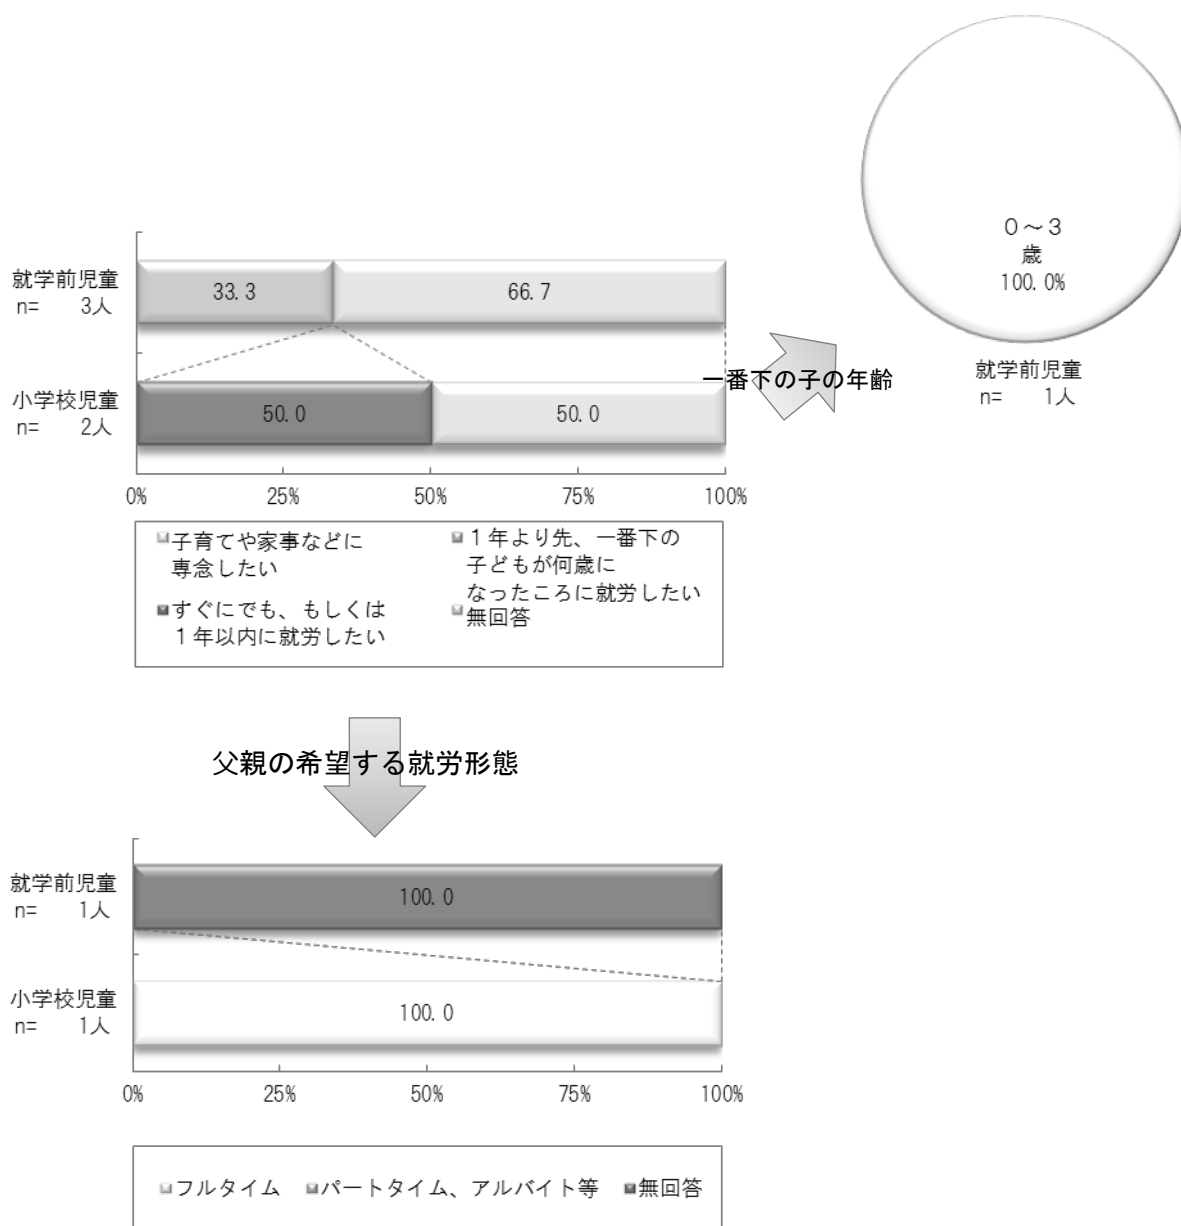 ０～３
歳
100.0%
就学前児童
n=　　1人
就学前児童
n=　　3人
33.3
66.7
一番下の子の年齢
小学校児童
n=　　2人
50.0
50.0
0%
25%
50%
75%
100%
子育てや家事などに
専念したい
１年より先、一番下の
子どもが何歳に
なったころに就労したい
すぐにでも、もしくは
１年以内に就労したい
無回答
父親の希望する就労形態
就学前児童
n=　　1人
100.0
小学校児童
n=　　1人
100.0
0%
25%
50%
75%
100%
フルタイム
パートタイム、アルバイト等
無回答